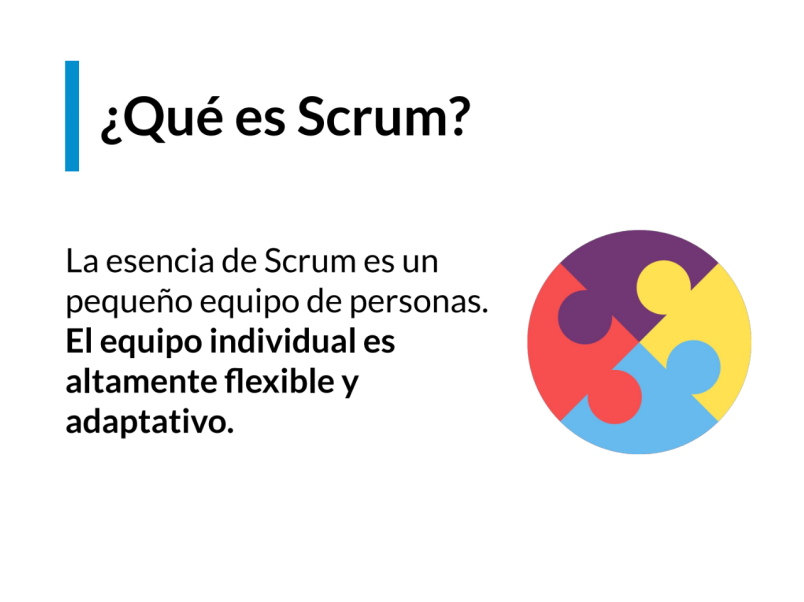 ¿Qué es Scrum?
La esencia de Scrum es un
pequeño equipo de personas.
El equipo individual es
altamente flexible y
adaptativo.